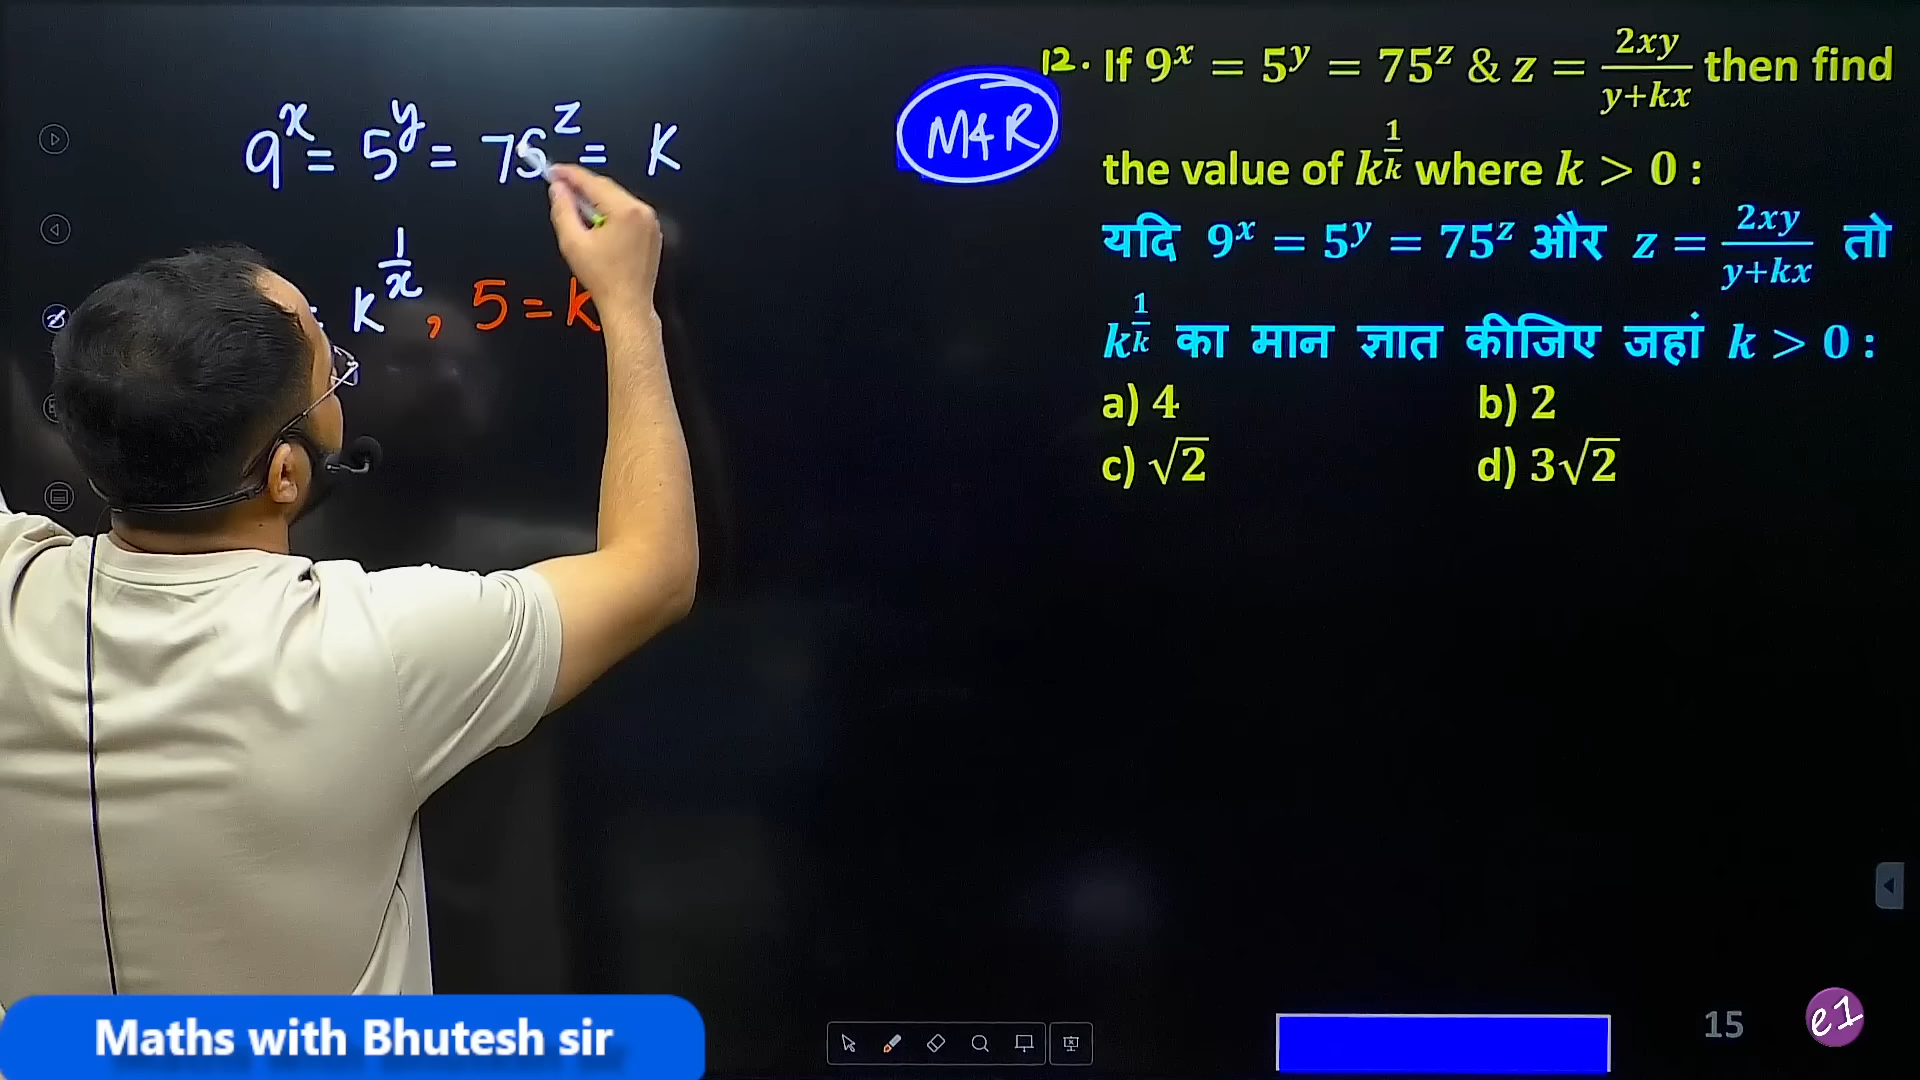 9^x = 5^y = 75^z = K
K^{1/x}, 5 = K
M4R
12. If 9^x = 5^y = 75^z & z = \frac{2xy}{y+kx} then find
the value of k^{1/k} where k > 0 :
यदि 9^x = 5^y = 75^z और z = \frac{2xy}{y+kx} तो
k^{1/k} का मान ज्ञात कीजिए जहां k > 0 :
a) 4 b) 2
c) √2 d) 3√2
Maths with Bhutesh sir
15
e1